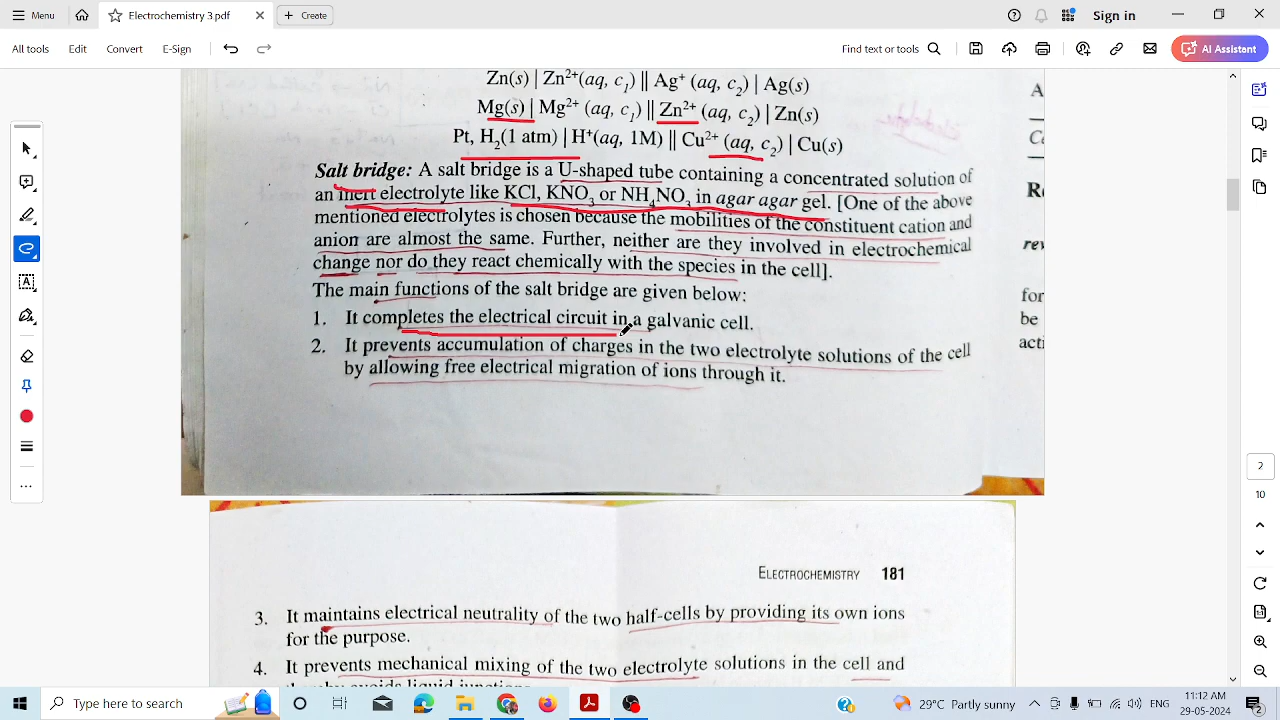 Menu
Electrochemistry 3.pdf
Create
Sign in
All tools Edit Convert E-Sign
Find text or tools
AI Assistant
Zn(s) | Zn²⁺(aq, c₁) || Ag⁺ (aq, c₂) | Ag(s)
Mg(s) | Mg²⁺ (aq, c₁) || Zn²⁺ (aq, c₂) | Zn(s)
Pt, H₂(1 atm) | H⁺(aq, 1M) || Cu²⁺ (aq, c₂) | Cu(s)
Salt bridge: A salt bridge is a U-shaped tube containing a concentrated solution of
an inert electrolyte like KCl, KNO₃ or NH₄NO₃ in agar agar gel. [One of the above
mentioned electrolytes is chosen because the mobilities of the constituent cation and
anion are almost the same. Further, neither are they involved in electrochemical
change nor do they react chemically with the species in the cell].
The main functions of the salt bridge are given below:
1. It completes the electrical circuit in a galvanic cell.
2. It prevents accumulation of charges in the two electrolyte solutions of the cell
by allowing free electrical migration of ions through it.
A
R
rev
for
be
acti
2
10
ELECTROCHEMISTRY 181
3. It maintains electrical neutrality of the two half-cells by providing its own ions
for the purpose.
4. It prevents mechanical mixing of the two electrolyte solutions in the cell and
Type here to search
29°C Partly sunny
ENG
11:12 AM
29-05-2024
2